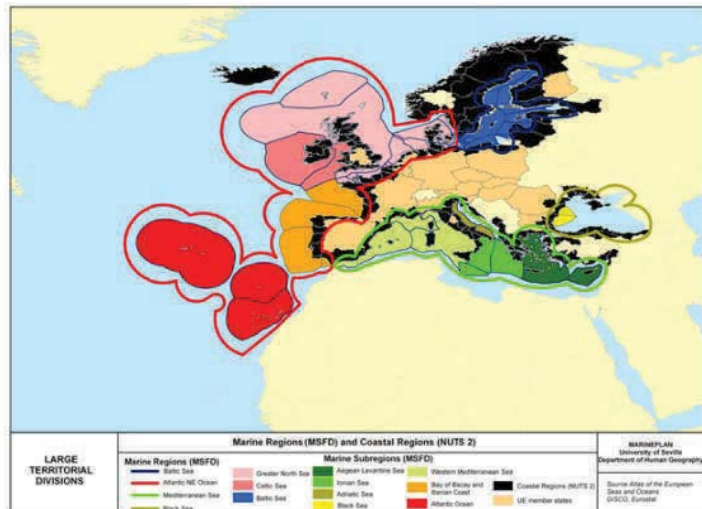 LARGE
TERRITORIAL
DIVISIONS
Marine Regions (MSFD) and Coastal Regions (NUTS 2)
Marine Regions (MSFD)
Baltic Sea
Atlantic NE Ocean
Mediterranean Sea
Black Sea
Marine Subregions (MSFD)
Greater North Sea
Celtic Sea
Baltic Sea
Aegean Levantine Sea
Ionian Sea
Adriatic Sea
Black Sea
Western Mediterranean Sea
Bay of Biscay and
Iberian Coast
Atlantic Ocean
Coastal Regions (NUTS 2)
UE member states
MARINEPLAN
University of Seville
Department of Human Geography
Source Atlas of the European
Seas and Oceans
GISCO, Eurostat